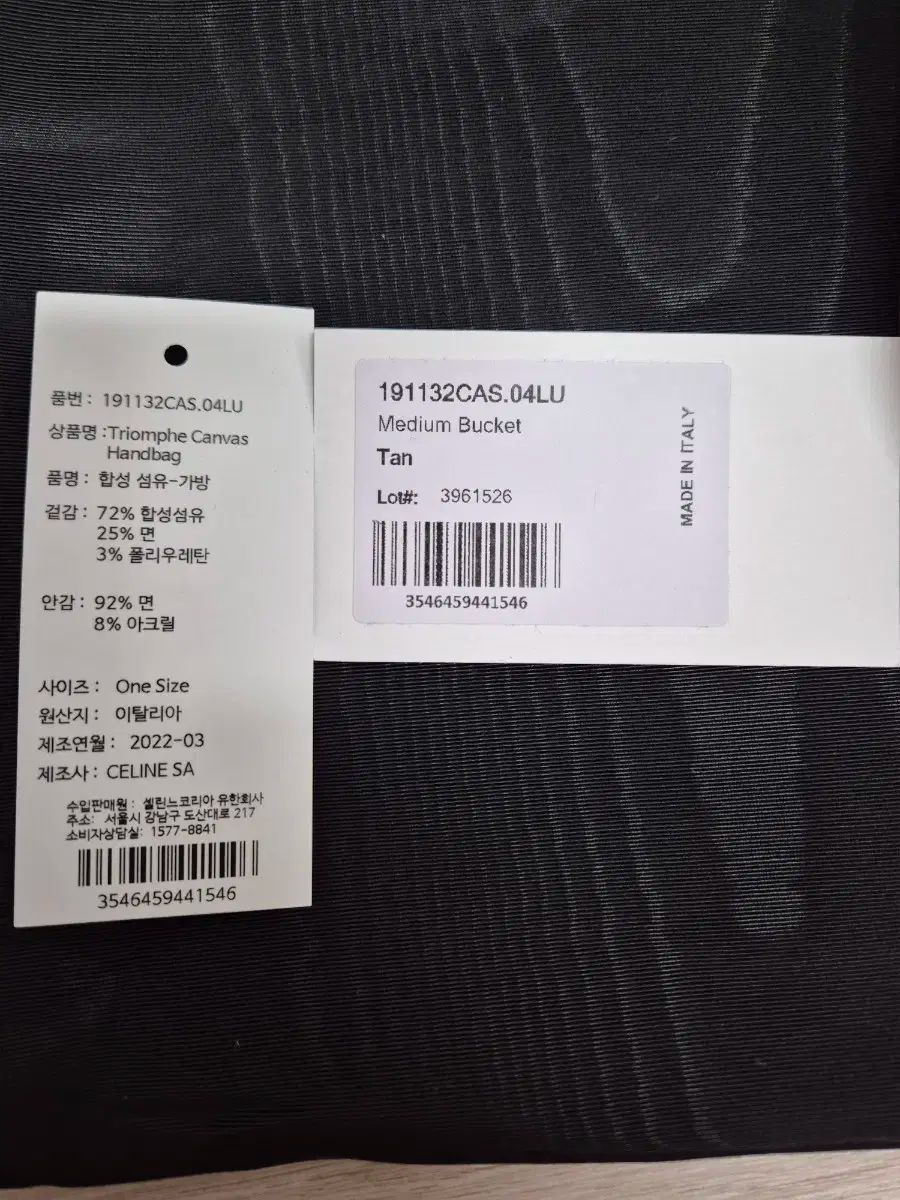 품번 : 191132CAS.04LU
상품명 :Triomphe Canvas
Handbag
품명 : 합성 섬유-가방
겉감 : 72% 합성섬유
25% 면
3% 폴리우레탄
안감 : 92% 면
8% 아크릴
사이즈 : One Size
원산지 : 이탈리아
제조연월 : 2022-03
제조사 : CELINE SA
수입판매원 : 셀린느코리아 유한회사
주소: 서울시 강남구 도산대로 217
소비자상담실: 1577-8841
3546459441546
191132CAS.04LU
Medium Bucket
Tan
Lot#: 3961526
3546459441546
MADE IN ITALY